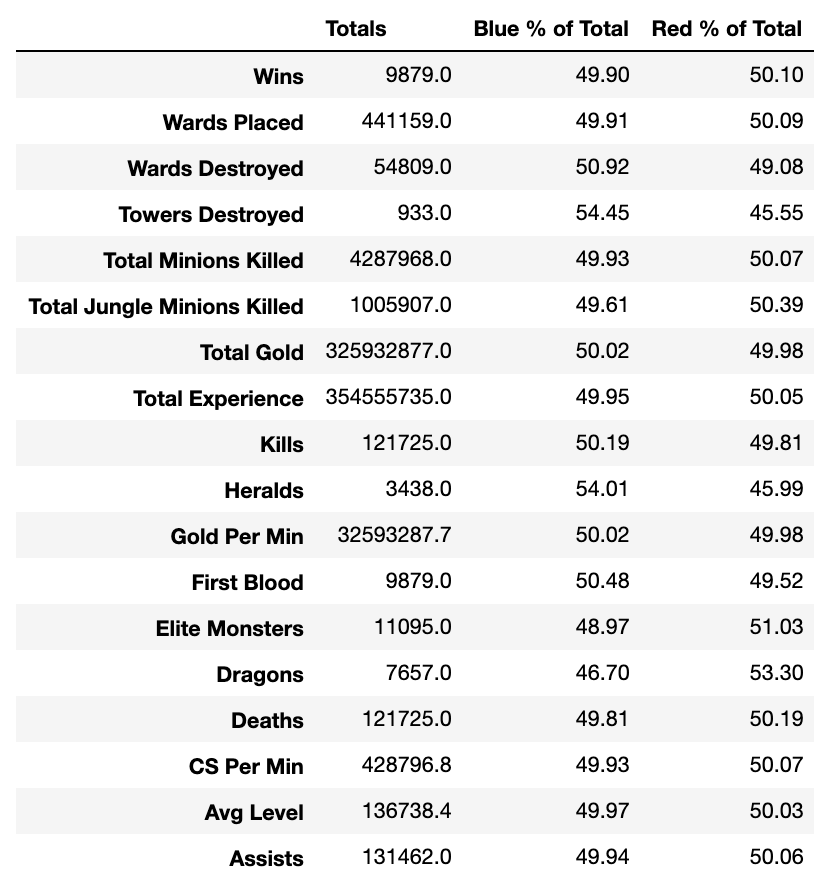 Totals Blue % of Total Red % of Total
Wins 9879.0 49.90 50.10
Wards Placed 441159.0 49.91 50.09
Wards Destroyed 54809.0 50.92 49.08
Towers Destroyed 933.0 54.45 45.55
Total Minions Killed 4287968.0 49.93 50.07
Total Jungle Minions Killed 1005907.0 49.61 50.39
Total Gold 325932877.0 50.02 49.98
Total Experience 354555735.0 49.95 50.05
Kills 121725.0 50.19 49.81
Heralds 3438.0 54.01 45.99
Gold Per Min 32593287.7 50.02 49.98
First Blood 9879.0 50.48 49.52
Elite Monsters 11095.0 48.97 51.03
Dragons 7657.0 46.70 53.30
Deaths 121725.0 49.81 50.19
CS Per Min 428796.8 49.93 50.07
Avg Level 136738.4 49.97 50.03
Assists 131462.0 49.94 50.06